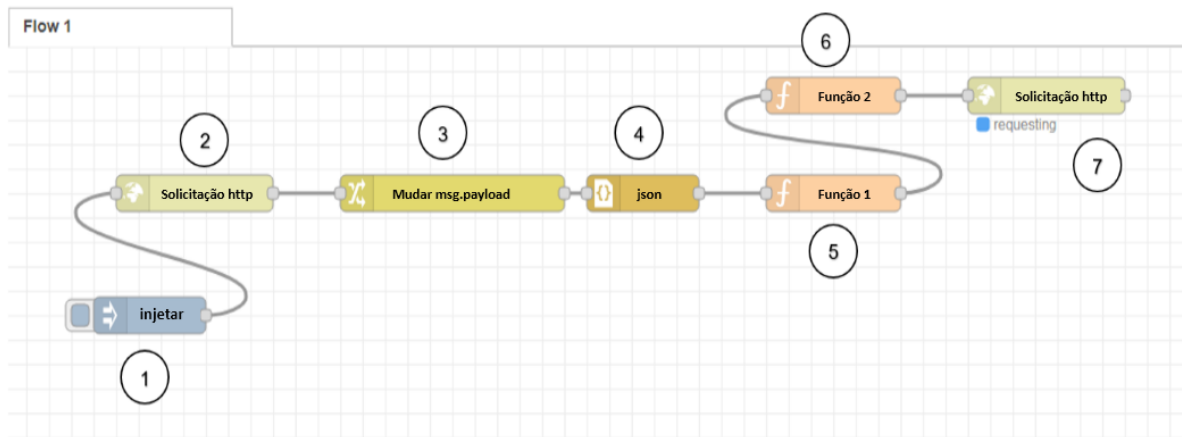 Flow 1
6
Função 2
Solicitação http
requesting
2
3
4
7
Solicitação http
Mudar msg.payload
json
Função 1
5
injetar
1